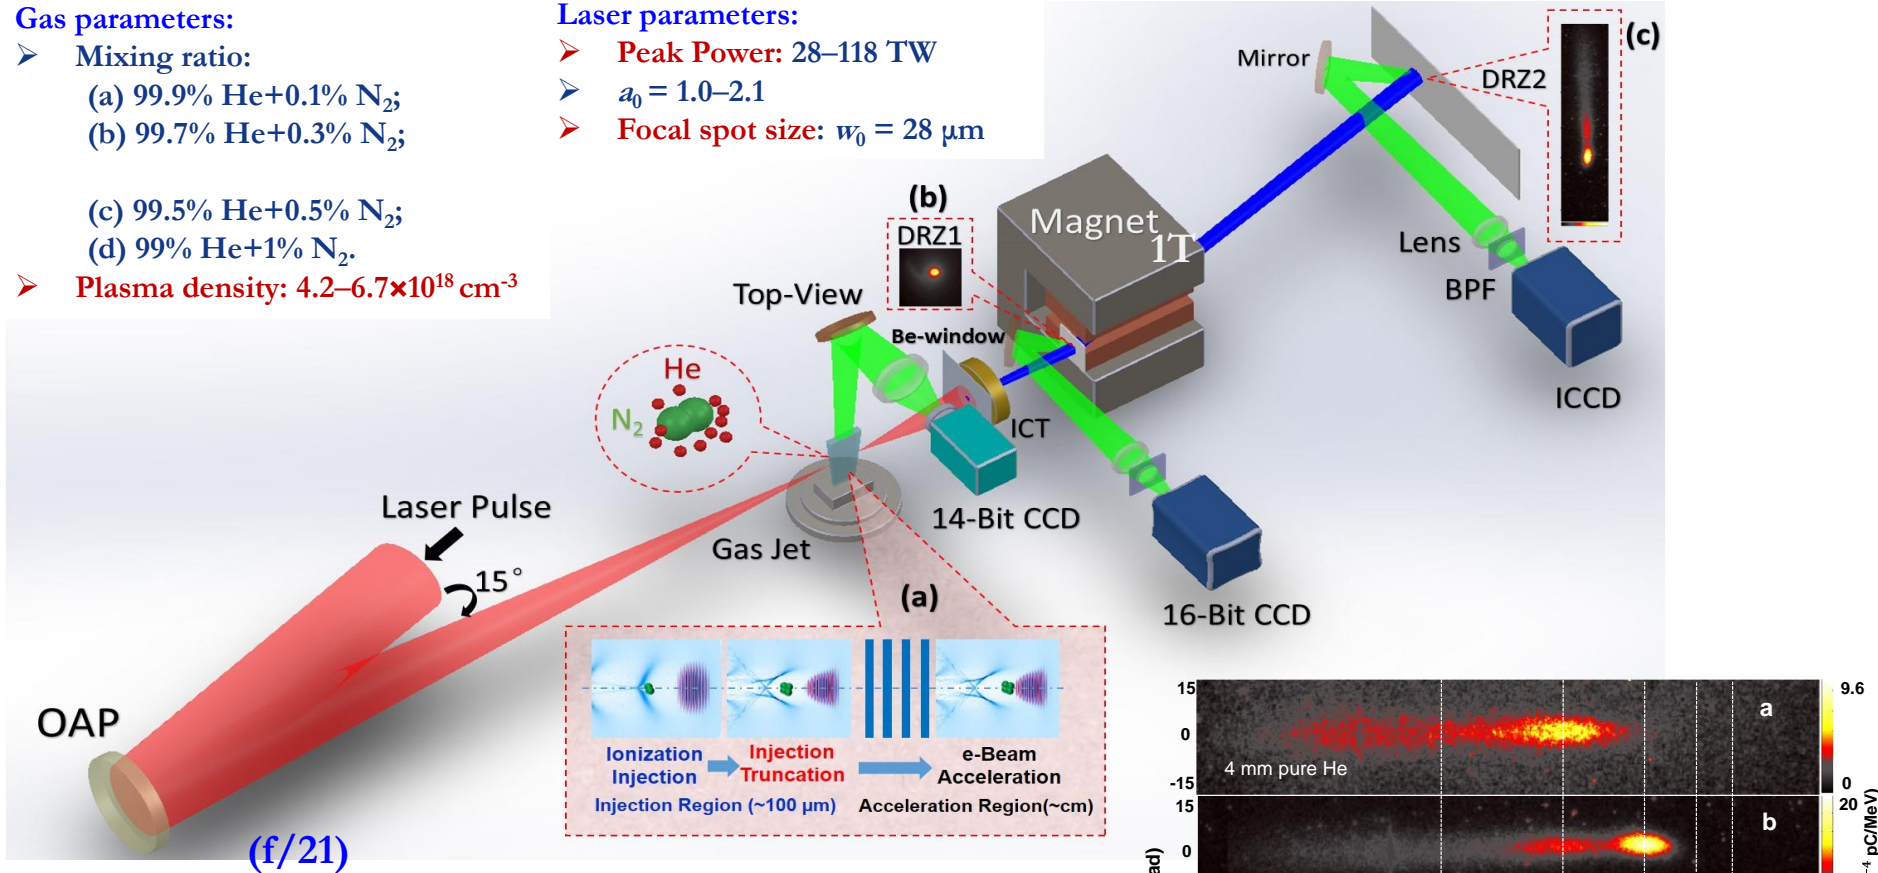 Gas parameters:
➢ Mixing ratio:
(a) 99.9% He+0.1% N₂;
(b) 99.7% He+0.3% N₂;
(c) 99.5% He+0.5% N₂;
(d) 99% He+1% N₂.
➢ Plasma density: 4.2–6.7×10¹⁸ cm⁻³
Laser parameters:
➢ Peak Power: 28–118 TW
➢ a₀ = 1.0–2.1
➢ Focal spot size: w₀ = 28 µm
Mirror
DRZ2
(c)
Lens
BPF
ICCD
(b)
DRZ1
Magnet
1T
Top-View
Be-window
He
N₂
ICT
14-Bit CCD
16-Bit CCD
Gas Jet
Laser Pulse
15°
OAP
(f/21)
(a)
Ionization
Injection
Injection
Truncation
e-Beam
Acceleration
Injection Region (~100 µm)
Acceleration Region(~cm)
15
0
-15
4 mm pure He
a
9.6
0
15
0
b
20
ad)
⁻⁴ pC/MeV)